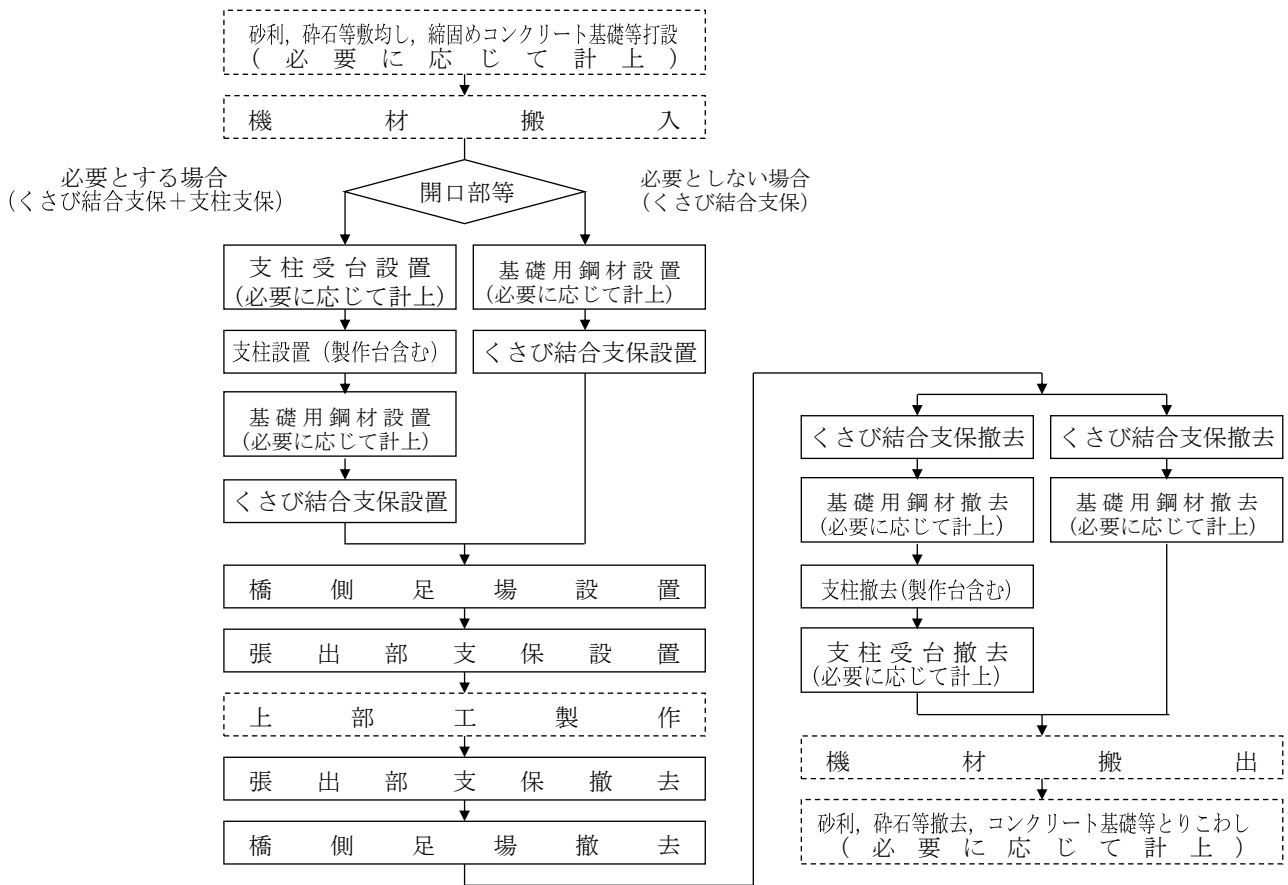 砂利，砕石等敷均し，締固めコンクリート基礎等打設
(必要に応じて計上)
機材搬入
必要とする場合
(くさび結合支保＋支柱支保)
開口部等
必要としない場合
(くさび結合支保)
支柱受台設置
(必要に応じて計上)
支柱設置（製作台含む）
基礎用鋼材設置
(必要に応じて計上)
くさび結合支保設置
基礎用鋼材設置
(必要に応じて計上)
くさび結合支保設置
橋側足場設置
張出部支保設置
上部工製作
張出部支保撤去
橋側足場撤去
くさび結合支保撤去
基礎用鋼材撤去
(必要に応じて計上)
支柱撤去(製作台含む)
支柱受台撤去
(必要に応じて計上)
くさび結合支保撤去
基礎用鋼材撤去
(必要に応じて計上)
機材搬出
砂利，砕石等撤去，コンクリート基礎等とりこわし
(必要に応じて計上)